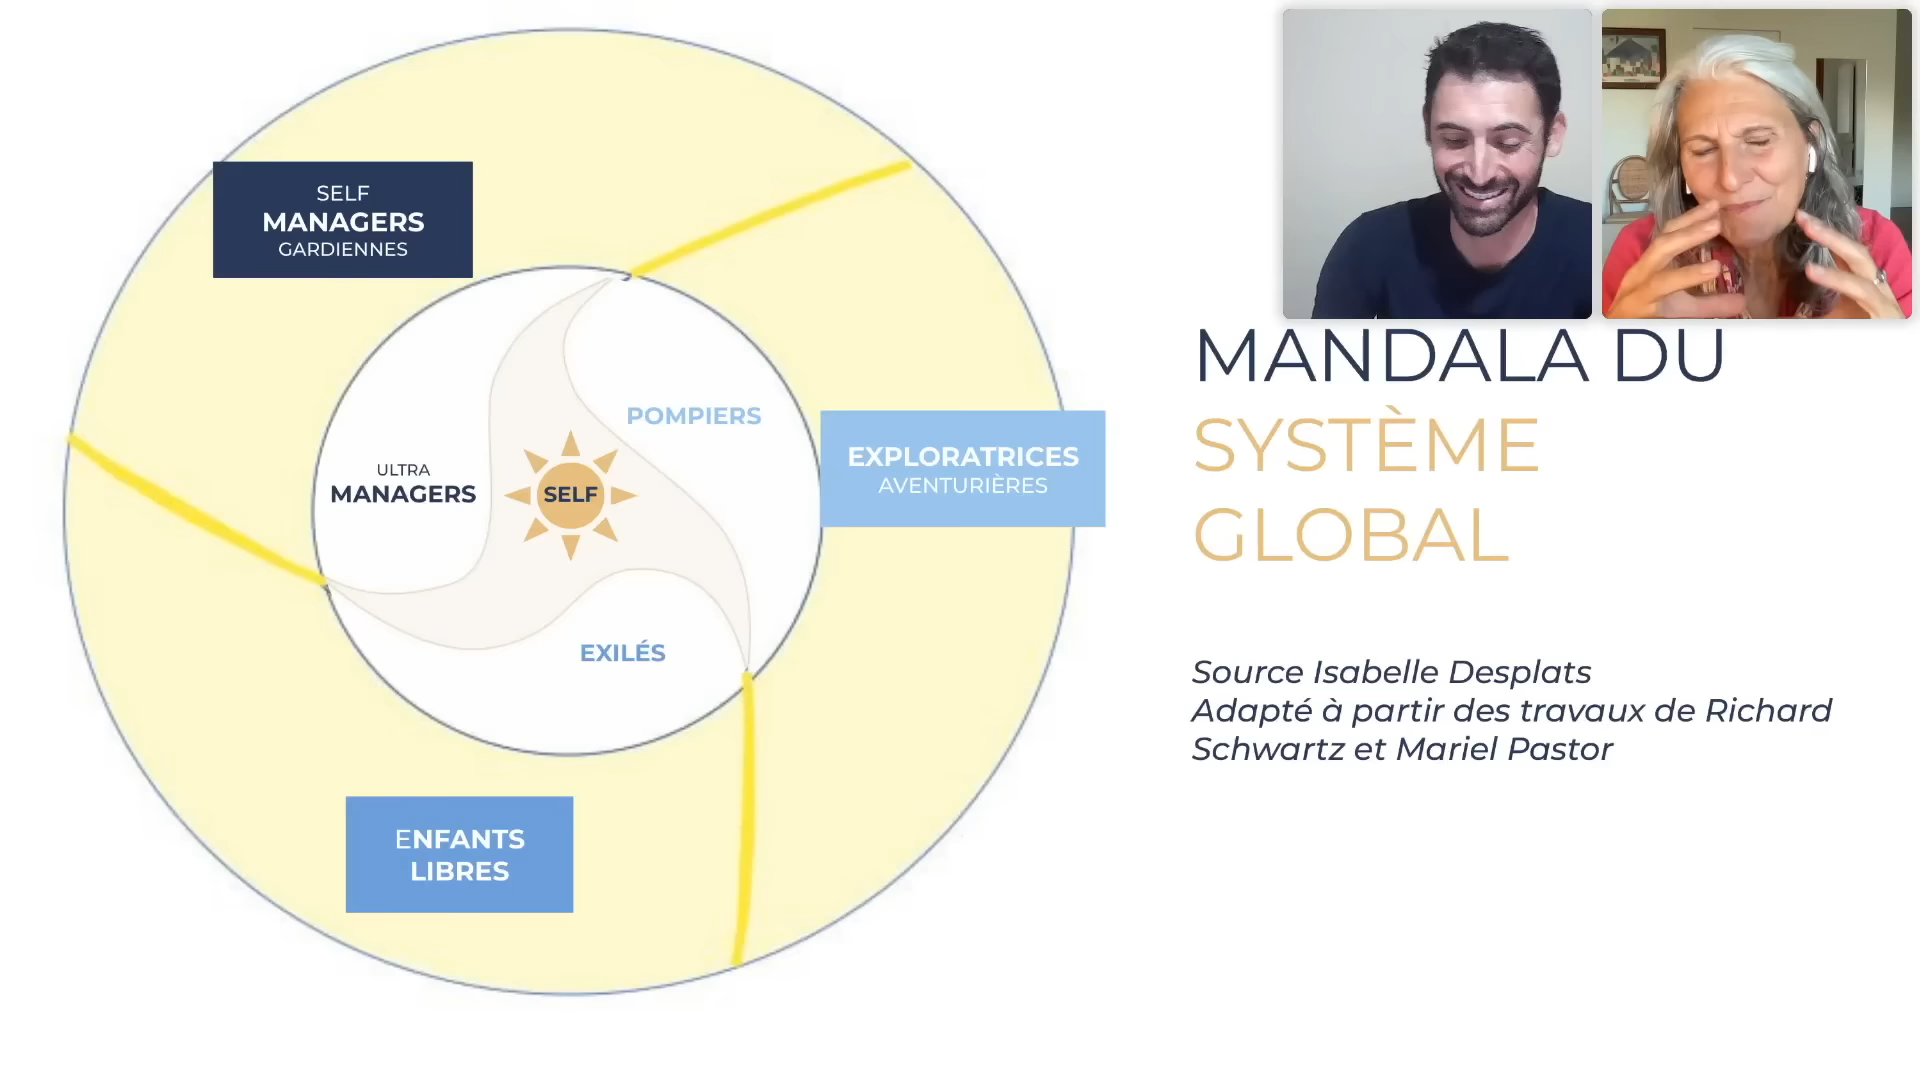 SELF
MANAGERS
GARDIENNES
POMPIERS
EXPLORATRICES
AVENTURIÈRES
ULTRA
MANAGERS
SELF
EXILÉS
ENFANTS
LIBRES
MANDALA DU
SYSTÈME
GLOBAL
Source Isabelle Desplats
Adapté à partir des travaux de Richard
Schwartz et Mariel Pastor